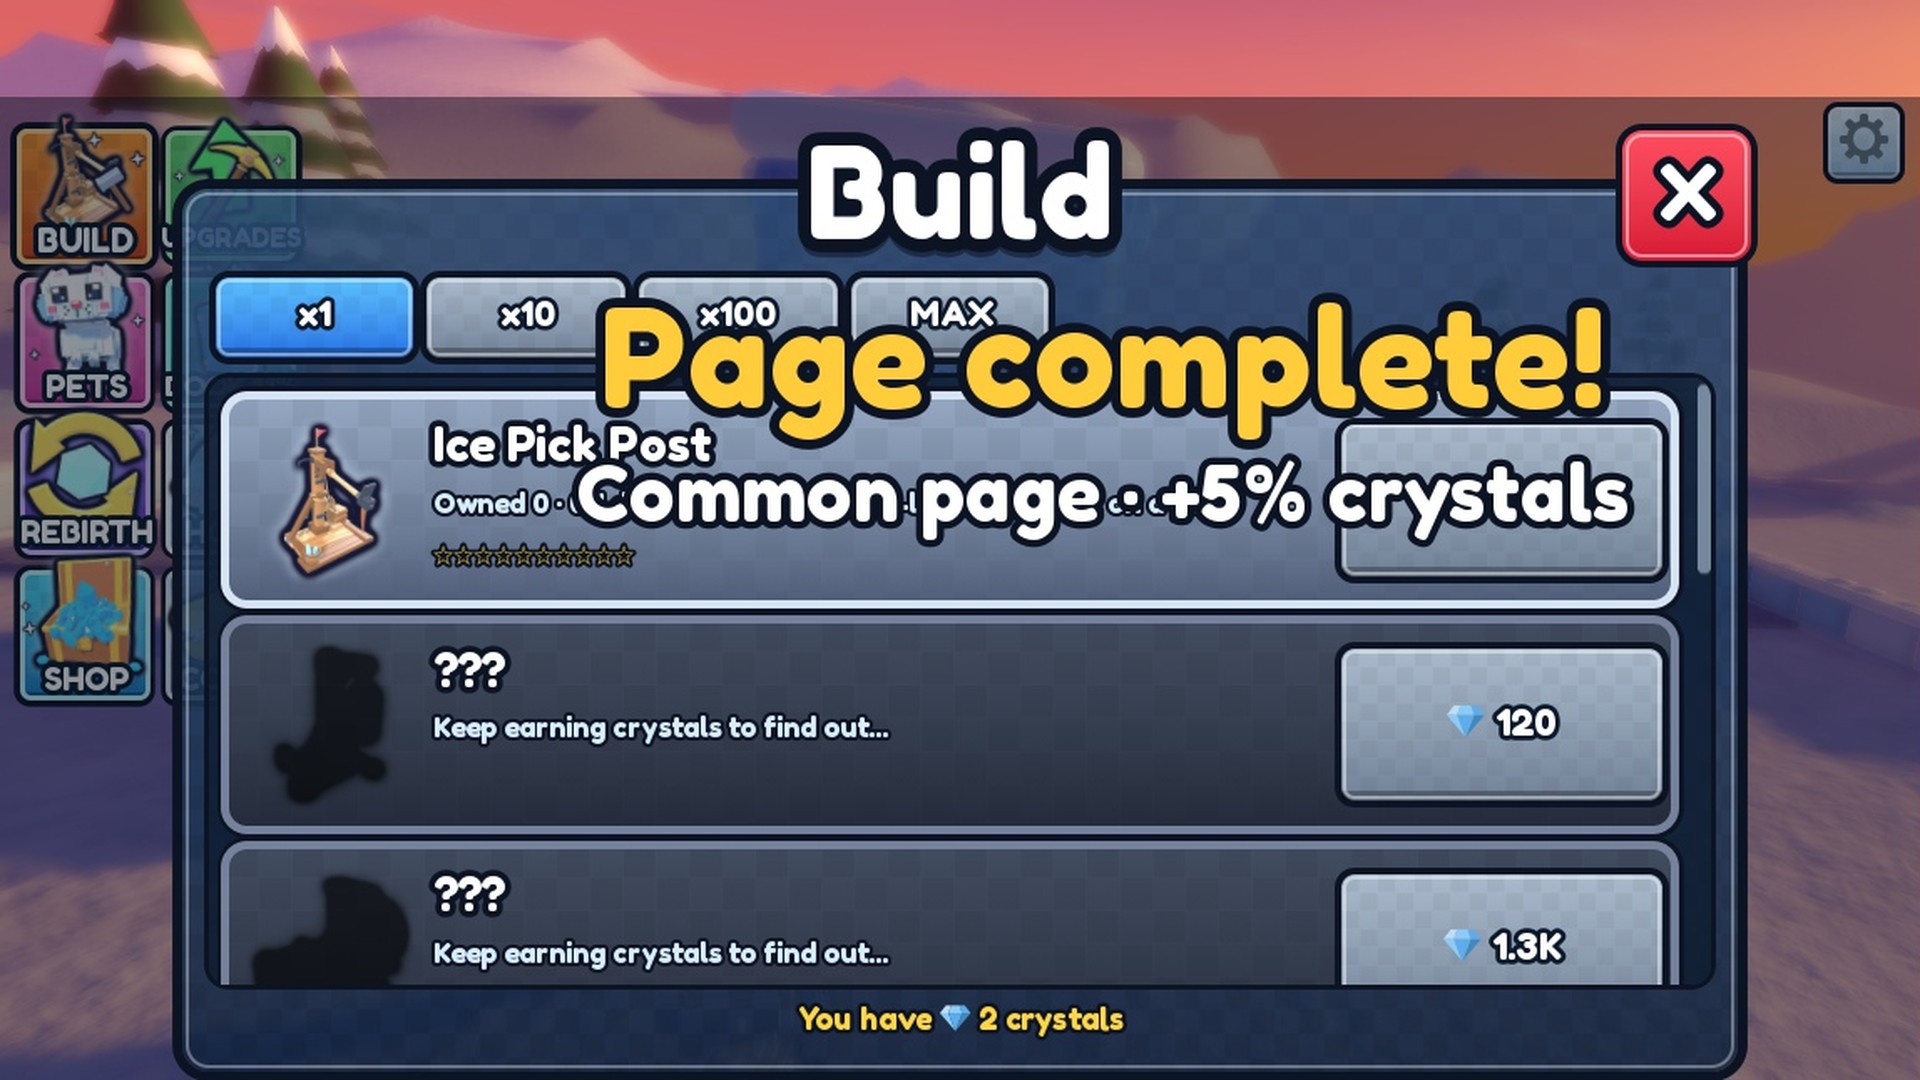 Build
BUILD
UPGRADES
PETS
REBIRTH
SHOP
x1
x10
x100
MAX
Page complete!
Common page · +5% crystals
Ice Pick Post
Owned 0 ·
???
Keep earning crystals to find out...
120
???
Keep earning crystals to find out...
1.3K
You have 2 crystals